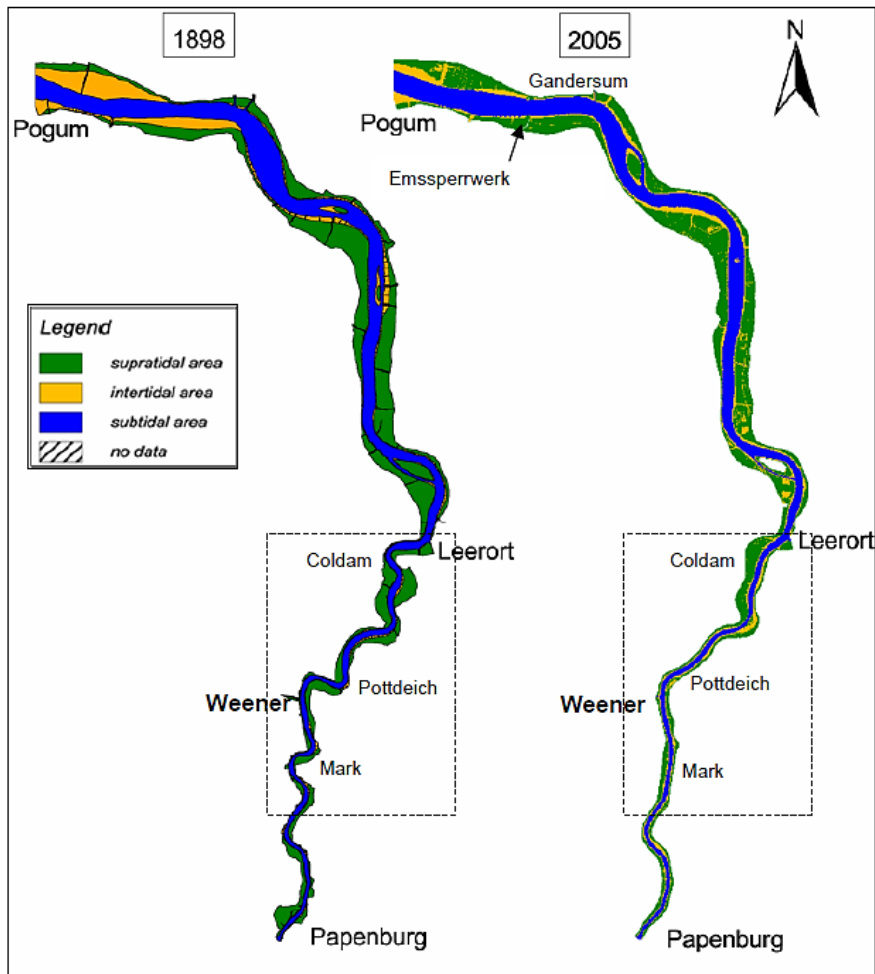 1898
2005
N
Gandersum
Pogum
Pogum
Emssperrwerk
Legend
supratidal area
intertidal area
subtidal area
no data
Leerort
Leerort
Coldam
Coldam
Pottdeich
Pottdeich
Weener
Weener
Mark
Mark
Papenburg
Papenburg